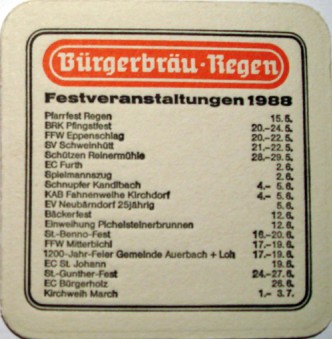 Bürgerbräu·Regen
Festveranstaltungen 1988
Pfarrfest Regen 15.5.
BRK Pfingstfest 20.–24.5.
FFW Eppenschlag 20.–22.5.
SV Schweinhütt 21.–22.5.
Schützen Reinermühle 28.–29.5.
EC Furth 2.6.
Spielmannszug 2.6.
Schnupfer Kandlbach 4.– 5.6.
KAB Fahnenweihe Kirchdorf 4.– 5.6.
EV Neubärndorf 25jährig 5.6.
Bäckerfest 12.6.
Einweihung Pichelsteinerbrunnen 12.6.
St.-Benno-Fest 16.–20.6.
FFW Mitterbichl 17.–19.6.
1200-Jahr-Feier Gemeinde Auerbach + Loh 17.–19.6.
EC St. Johann 19.6.
St.-Gunther-Fest 24.–27.6.
EC Bürgerholz 26.6.
Kirchweih March 1.– 3.7.